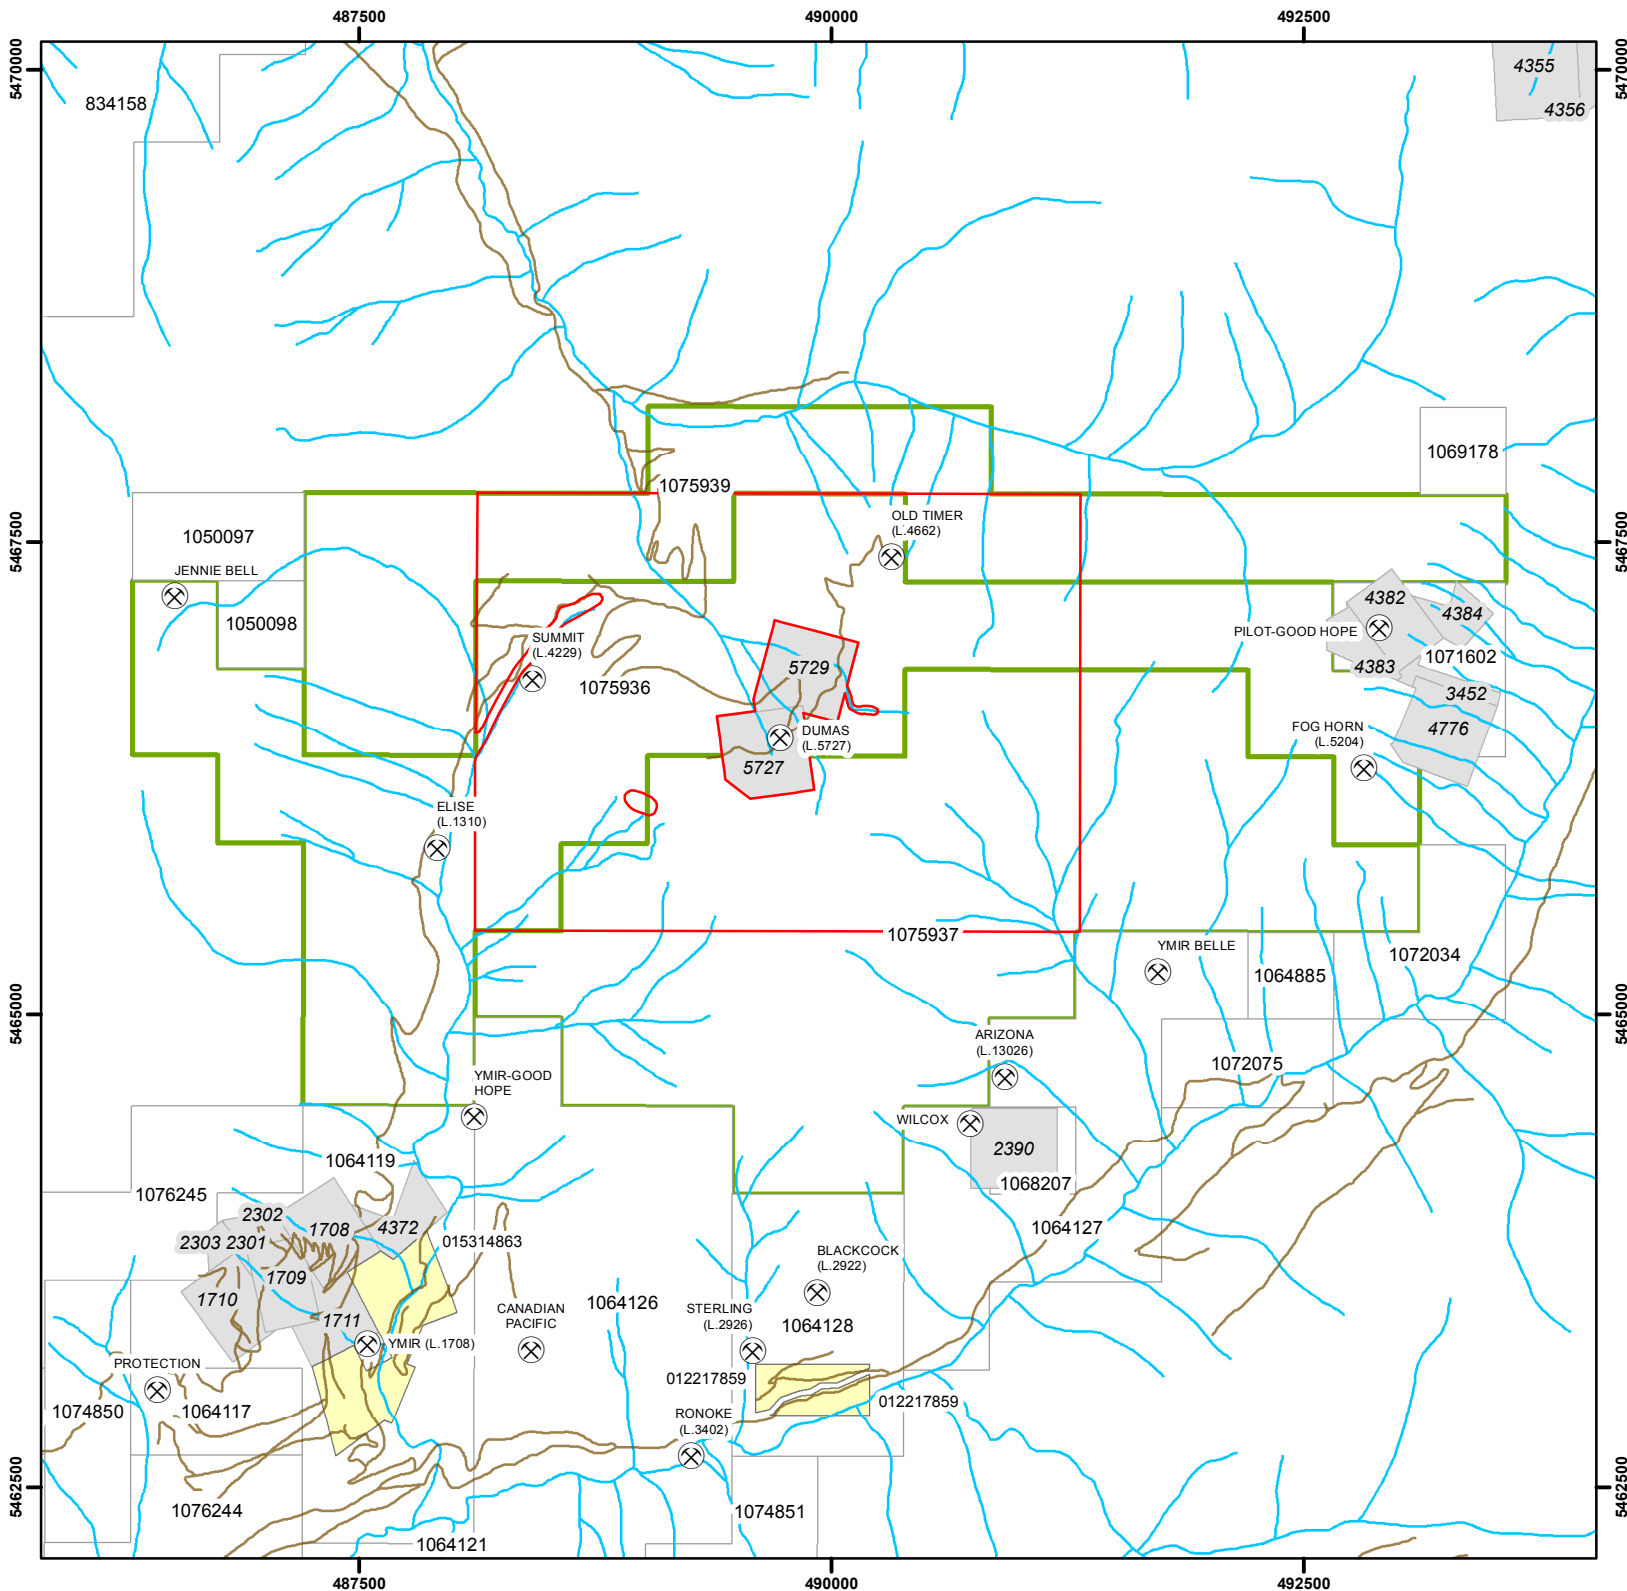 487500
490000
492500
5470000
5470000
4355
4356
834158
1069178
1075939
OLD TIMER
(L.4662)
5467500
5467500
1050097
JENNIE BELL
1050098
4382
4384
PILOT-GOOD HOPE
4383
1071602
SUMMIT
(L.4229)
1075936
5729
3452
4776
FOG HORN
(L.5204)
DUMAS
(L.5727)
5727
ELISE
(L.1310)
1075937
YMIR BELLE
1064885
1072034
5465000
5465000
ARIZONA
(L.13026)
1072075
YMIR-GOOD
HOPE
WILCOX
2390
1064119
1068207
1076245
1064127
2302
2303
2301
1708
4372
015314863
BLACKCOCK
(L.2922)
1709
1710
1711
CANADIAN
PACIFIC
1064126
STERLING
(L.2926)
1064128
YMIR (L.1708)
PROTECTION
012217859
012217859
1074850
1064117
RONOKE
(L.3402)
5462500
5462500
1076244
1074851
1064121
487500
490000
492500